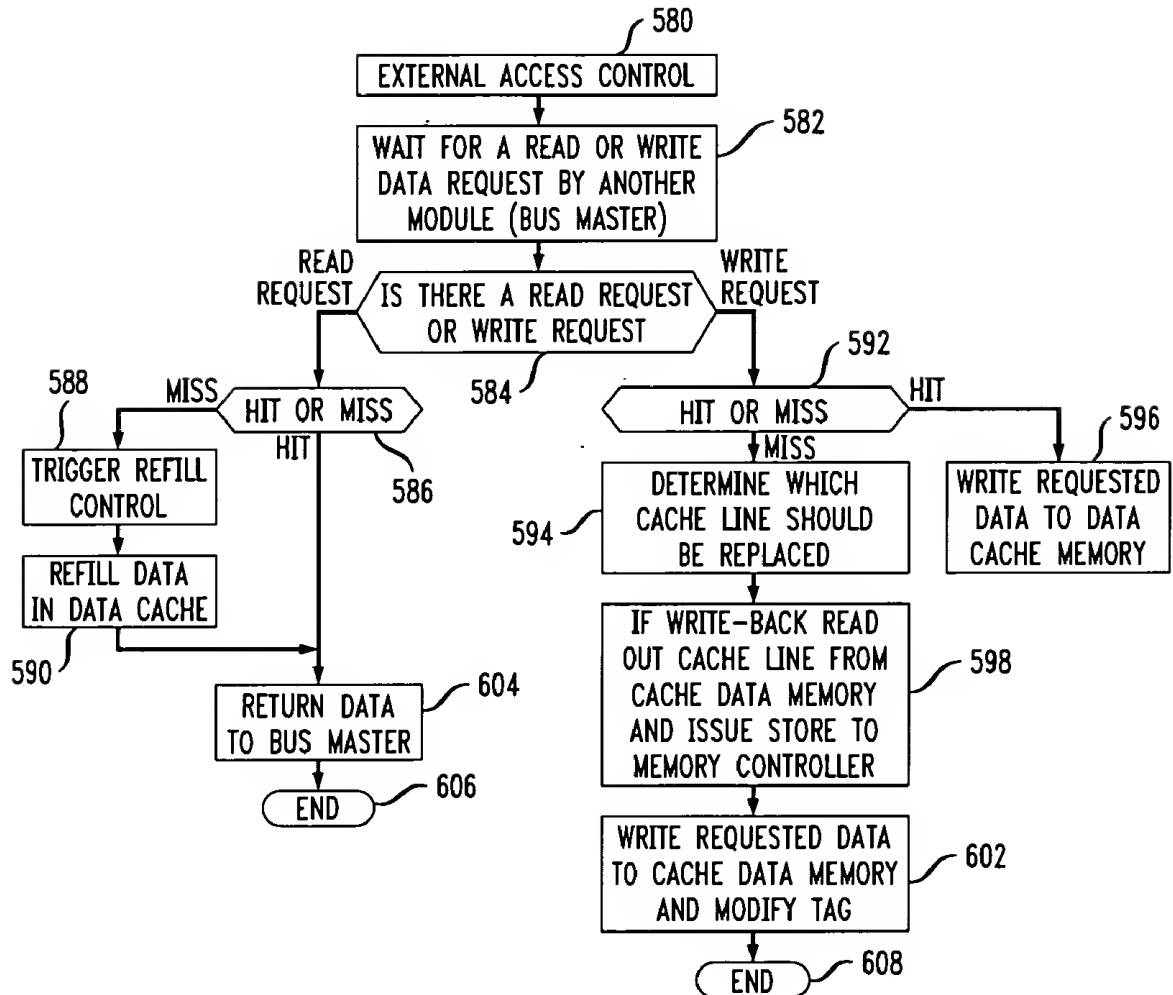 580
EXTERNAL ACCESS CONTROL
582
WAIT FOR A READ OR WRITE
DATA REQUEST BY ANOTHER
MODULE (BUS MASTER)
READ
REQUEST
WRITE
REQUEST
IS THERE A READ REQUEST
OR WRITE REQUEST
584
588
MISS
HIT OR MISS
HIT
586
592
HIT OR MISS
HIT
MISS
596
TRIGGER REFILL
CONTROL
REFILL DATA
IN DATA CACHE
590
594
DETERMINE WHICH
CACHE LINE SHOULD
BE REPLACED
WRITE REQUESTED
DATA TO DATA
CACHE MEMORY
IF WRITE-BACK READ
OUT CACHE LINE FROM
CACHE DATA MEMORY
AND ISSUE STORE TO
MEMORY CONTROLLER
598
604
RETURN DATA
TO BUS MASTER
END
606
WRITE REQUESTED DATA
TO CACHE DATA MEMORY
AND MODIFY TAG
602
END
608